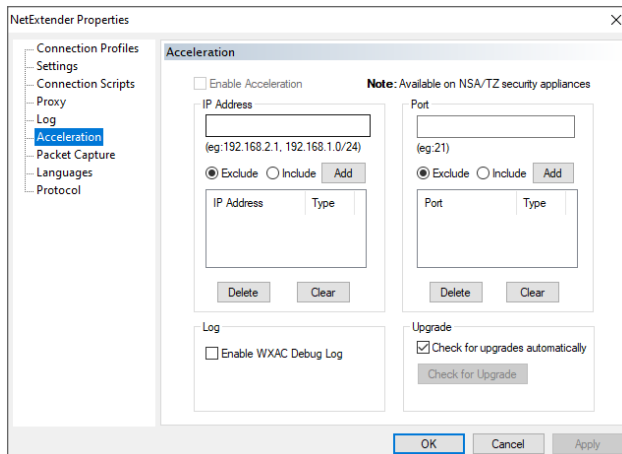 NetExtender Properties
Connection Profiles
Settings
Connection Scripts
Proxy
Log
Acceleration
Packet Capture
Languages
Protocol
Acceleration
Enable Acceleration
Note: Available on NSA/TZ security appliances
IP Address
(eg:192.168.2.1, 192.168.1.0/24)
Exclude Include Add
IP Address Type
Delete Clear
Port
(eg:21)
Exclude Include Add
Port Type
Delete Clear
Log
Enable WXAC Debug Log
Upgrade
Check for upgrades automatically
Check for Upgrade
OK Cancel Apply